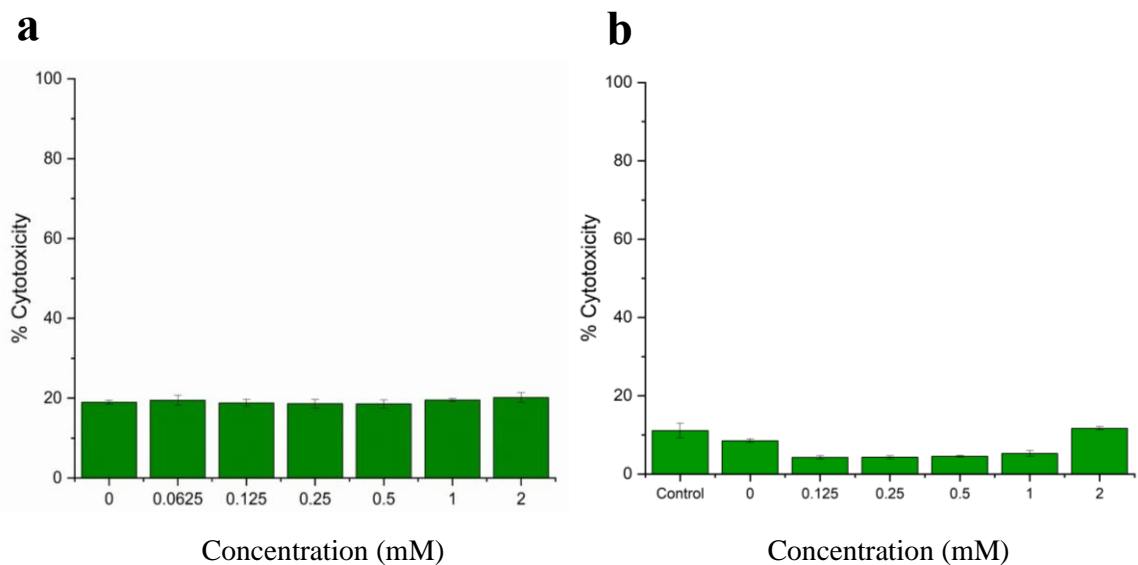 a
100
80
60
40
20
0
% Cytotoxicity
0 0.0625 0.125 0.25 0.5 1 2
Concentration (mM)
b
100
80
60
40
20
0
% Cytotoxicity
Control 0 0.125 0.25 0.5 1 2
Concentration (mM)